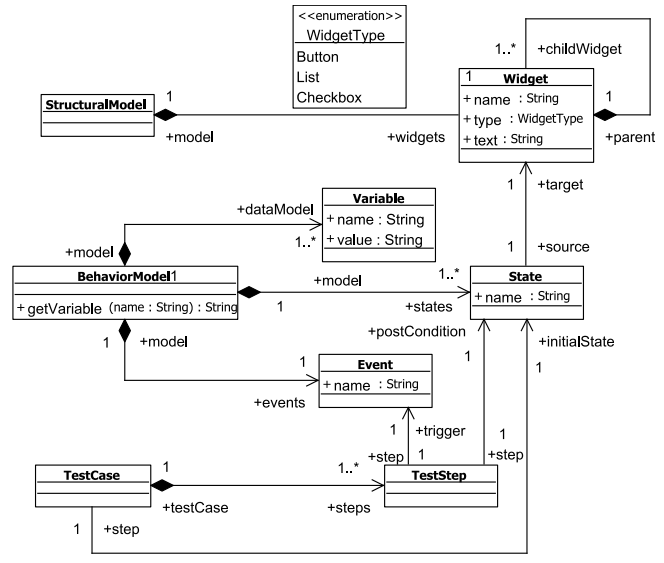 <<enumeration>>
WidgetType
Button
List
Checkbox
1..*
+childWidget
1
Widget
+ name : String
+ type : WidgetType
+ text : String
1
+parent
StructuralModel
1
+model
+widgets
1
+target
1
+source
+dataModel
1..*
Variable
+ name : String
+ value : String
+model
BehaviorModel1
+ getVariable (name : String) : String
+model
1
1..*
+states
State
+ name : String
1
+model
1
+events
Event
+ name : String
+postCondition
1
+initialState
1
1
+trigger
+step
1
1
+step
TestCase
1
+testCase
1..*
+steps
TestStep
1
+step